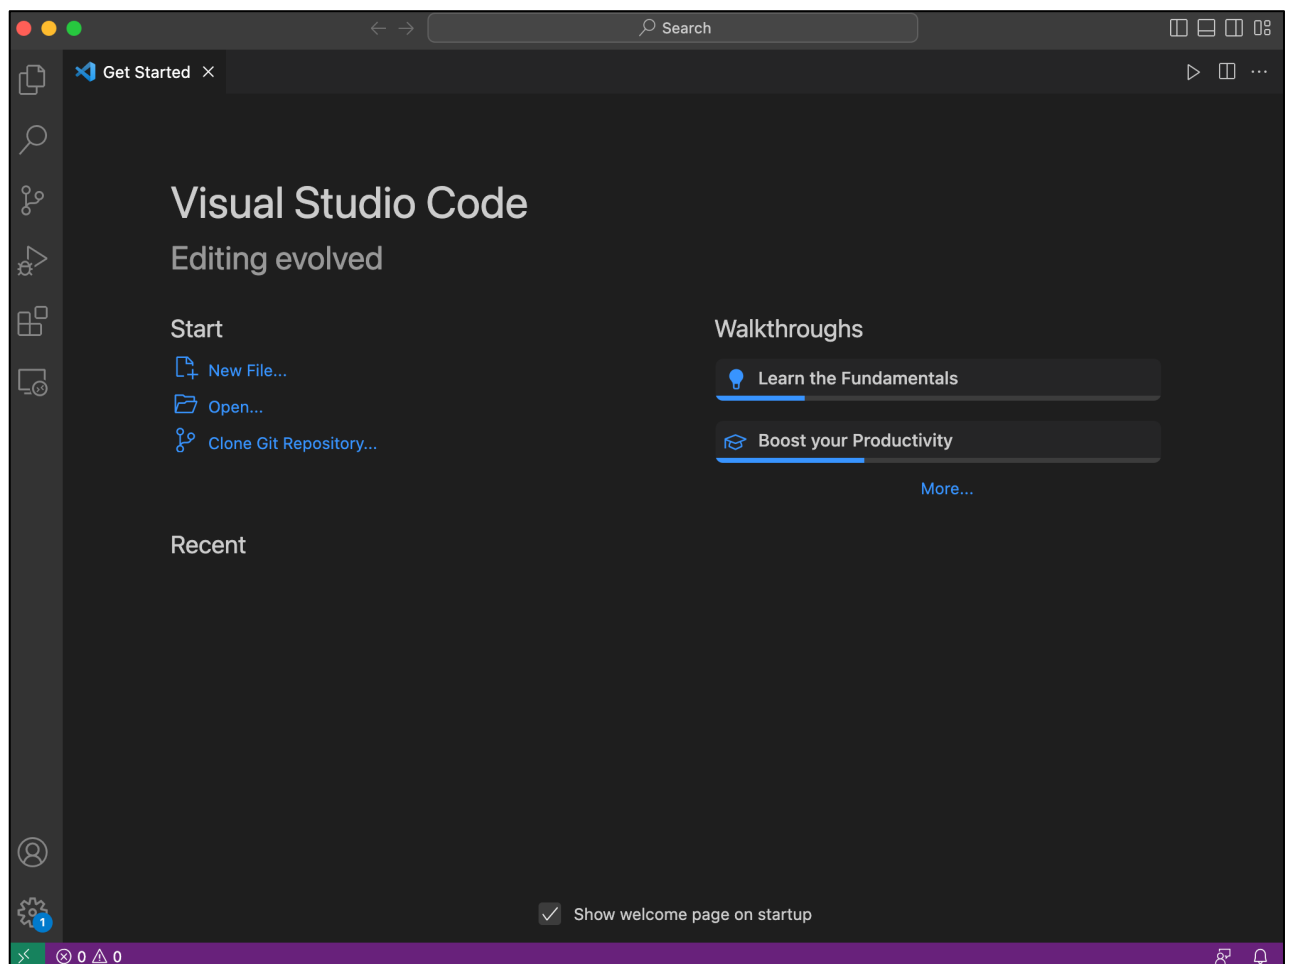 Search
Get Started
Visual Studio Code
Editing evolved
Start
New File...
Open...
Clone Git Repository...
Recent
Walkthroughs
Learn the Fundamentals
Boost your Productivity
More...
Show welcome page on startup
1
0 0